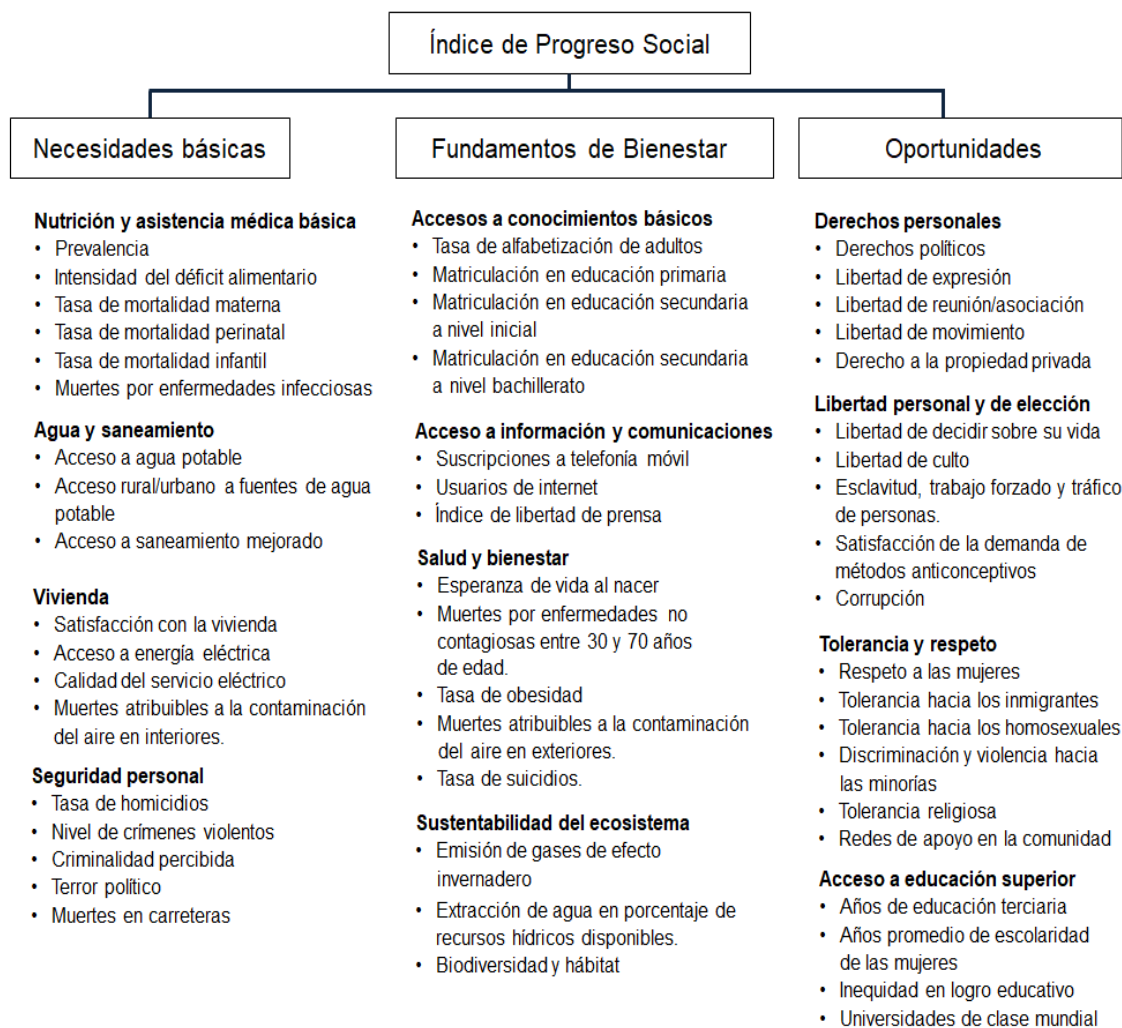 Índice de Progreso Social
Necesidades básicas
Nutrición y asistencia médica básica
• Prevalencia
• Intensidad del déficit alimentario
• Tasa de mortalidad materna
• Tasa de mortalidad perinatal
• Tasa de mortalidad infantil
• Muertes por enfermedades infecciosas
Agua y saneamiento
• Acceso a agua potable
• Acceso rural/urbano a fuentes de agua
potable
• Acceso a saneamiento mejorado
Vivienda
• Satisfacción con la vivienda
• Acceso a energía eléctrica
• Calidad del servicio eléctrico
• Muertes atribuibles a la contaminación
del aire en interiores.
Seguridad personal
• Tasa de homicidios
• Nivel de crímenes violentos
• Criminalidad percibida
• Terror político
• Muertes en carreteras
Fundamentos de Bienestar
Accesos a conocimientos básicos
• Tasa de alfabetización de adultos
• Matriculación en educación primaria
• Matriculación en educación secundaria
a nivel inicial
• Matriculación en educación secundaria
a nivel bachillerato
Acceso a información y comunicaciones
• Suscripciones a telefonía móvil
• Usuarios de internet
• Índice de libertad de prensa
Salud y bienestar
• Esperanza de vida al nacer
• Muertes por enfermedades no
contagiosas entre 30 y 70 años
de edad.
• Tasa de obesidad
• Muertes atribuibles a la contaminación
del aire en exteriores.
• Tasa de suicidios.
Sustentabilidad del ecosistema
• Emisión de gases de efecto
invernadero
• Extracción de agua en porcentaje de
recursos hídricos disponibles.
• Biodiversidad y hábitat
Oportunidades
Derechos personales
• Derechos políticos
• Libertad de expresión
• Libertad de reunión/asociación
• Libertad de movimiento
• Derecho a la propiedad privada
Libertad personal y de elección
• Libertad de decidir sobre su vida
• Libertad de culto
• Esclavitud, trabajo forzado y tráfico
de personas.
• Satisfacción de la demanda de
métodos anticonceptivos
• Corrupción
Tolerancia y respeto
• Respeto a las mujeres
• Tolerancia hacia los inmigrantes
• Tolerancia hacia los homosexuales
• Discriminación y violencia hacia
las minorías
• Tolerancia religiosa
• Redes de apoyo en la comunidad
Acceso a educación superior
• Años de educación terciaria
• Años promedio de escolaridad
de las mujeres
• Inequidad en logro educativo
• Universidades de clase mundial